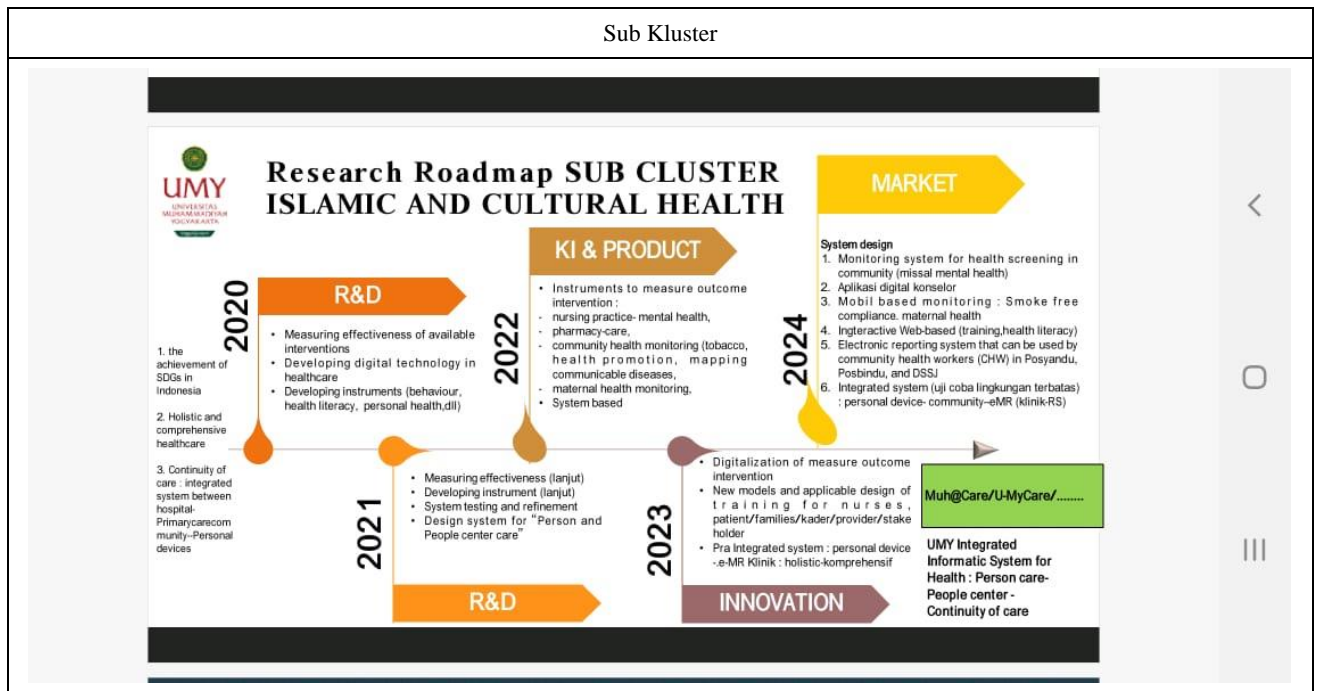 Sub Kluster
UMY
UNIVERSITAS
MUHAMMADIYAH
YOGYAKARTA
Research Roadmap SUB CLUSTER
ISLAMIC AND CULTURAL HEALTH
1. the
achievement of
SDGs in
Indonesia
2. Holistic and
comprehensive
healthcare
3. Continuity of
care : integrated
system between
hospital-
Primarycarecom
munity--Personal
devices
2020
R&D
• Measuring effectiveness of available
interventions
• Developing digital technology in
healthcare
• Developing instruments (behaviour,
health literacy, personal health,dll)
2021
• Measuring effectiveness (lanjut)
• Developing instrument (lanjut)
• System testing and refinement
• Design system for "Person and
People center care"
R&D
2022
KI & PRODUCT
• Instruments to measure outcome
intervention :
- nursing practice- mental health,
- pharmacy-care,
- community health monitoring (tobacco,
health promotion, mapping
communicable diseases,
- maternal health monitoring,
• System based
2023
• Digitalization of measure outcome
intervention
• New models and applicable design of
training for nurses,
patient/families/kader/provider/stake
holder
• Pra Integrated system : personal device
-.e-MR Klinik : holistic-komprehensif
INNOVATION
2024
MARKET
System design
1. Monitoring system for health screening in
community (missal mental health)
2. Aplikasi digital konselor
3. Mobil based monitoring : Smoke free
compliance. maternal health
4. Ingteractive Web-based (training,health literacy)
5. Electronic reporting system that can be used by
community health workers (CHW) in Posyandu,
Posbindu, and DSSJ
6. Integrated system (uji coba lingkungan terbatas)
: personal device- community--eMR (klinik-RS)
Muh@Care/U-MyCare/........
UMY Integrated
Informatic System for
Health : Person care-
People center -
Continuity of care